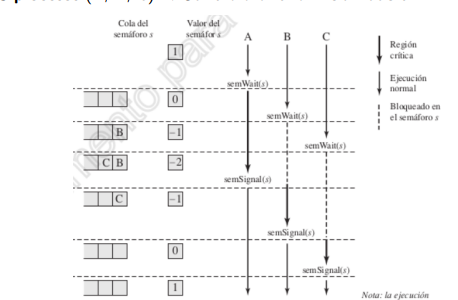 Cola del semáforo s
Valor del semáforo s
A B C
1
semWait(s)
0
semWait(s)
B -1
semWait(s)
C B -2
semSignal(s)
C -1
semSignal(s)
0
semSignal(s)
1
Región crítica
Ejecución normal
Bloqueado en el semáforo s
Nota: la ejecución